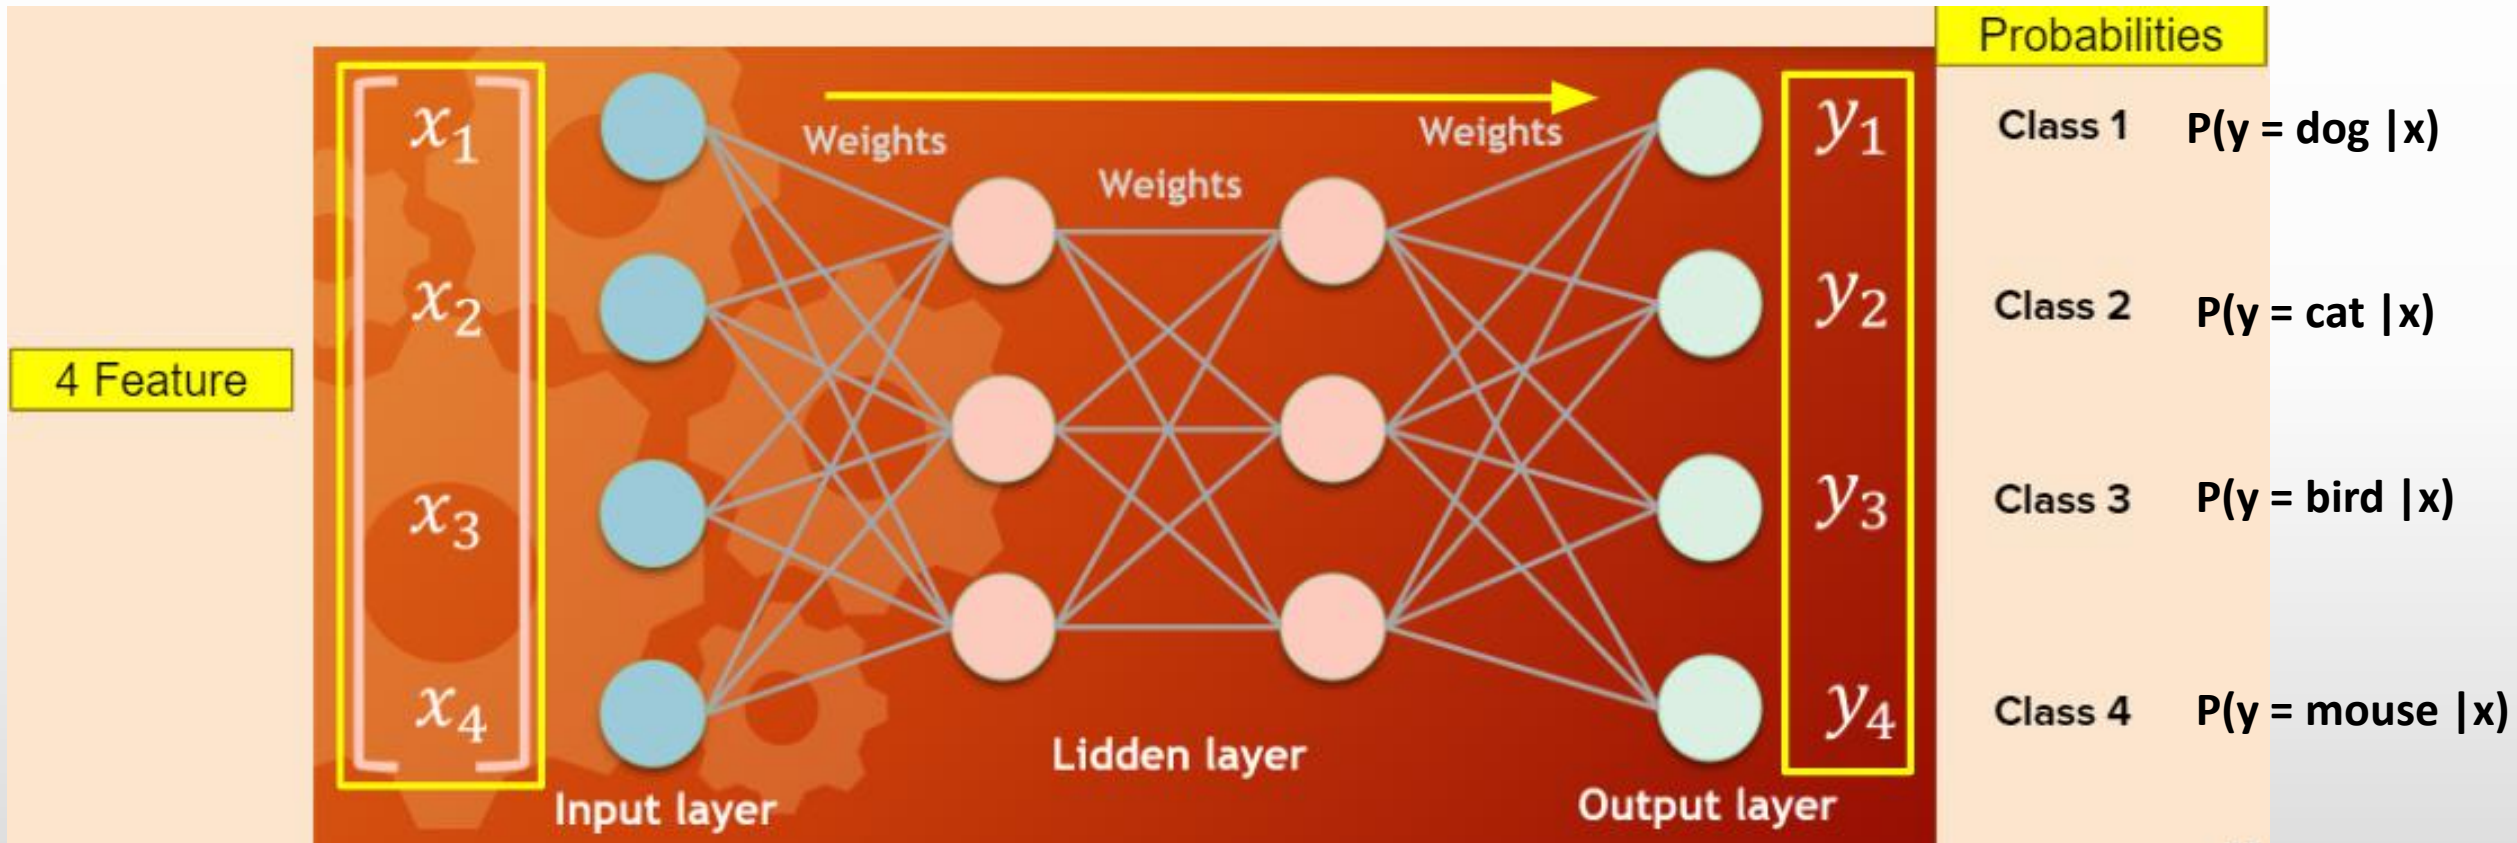 Probabilities
4 Feature
x1
x2
x3
x4
Weights
Weights
Weights
y1
y2
y3
y4
Class 1 P(y = dog |x)
Class 2 P(y = cat |x)
Class 3 P(y = bird |x)
Class 4 P(y = mouse |x)
Input layer
Lidden layer
Output layer